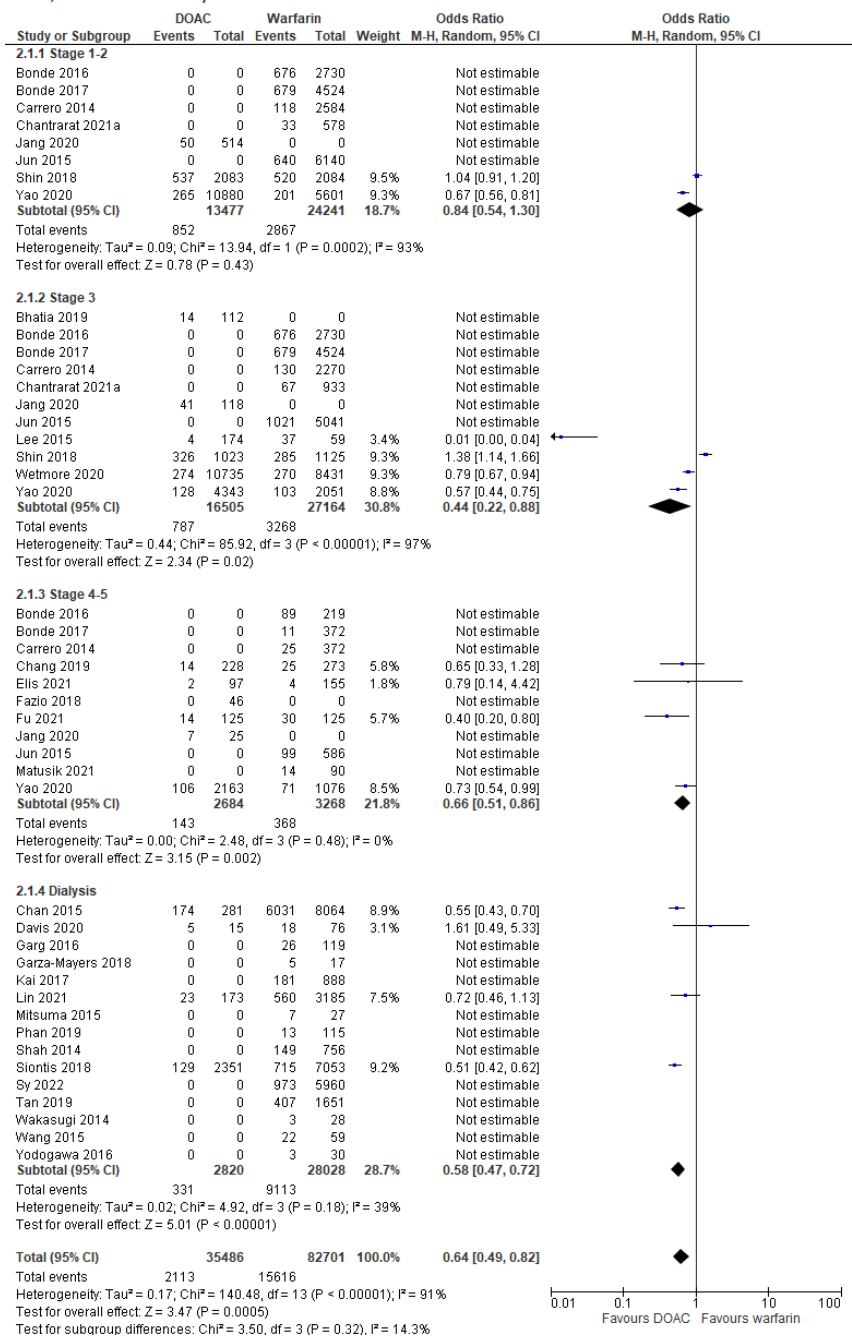 DOAC Warfarin Odds Ratio Odds Ratio
Study or Subgroup Events Total Events Total Weight M-H, Random, 95% CI M-H, Random, 95% CI
2.1.1 Stage 1-2
Bonde 2016 0 0 676 2730 Not estimable
Bonde 2017 0 0 679 4524 Not estimable
Carrero 2014 0 0 118 2584 Not estimable
Chantrarat 2021a 0 0 33 578 Not estimable
Jang 2020 50 514 0 0 Not estimable
Jun 2015 0 0 640 6140 Not estimable
Shin 2018 537 2083 520 2084 9.5% 1.04 [0.91, 1.20]
Yao 2020 265 10880 201 5601 9.3% 0.67 [0.56, 0.81]
Subtotal (95% CI) 13477 24241 18.7% 0.84 [0.54, 1.30]
Total events 852 2867
Heterogeneity: Tau² = 0.09; Chi² = 13.94, df = 1 (P = 0.0002); I² = 93%
Test for overall effect: Z = 0.78 (P = 0.43)
2.1.2 Stage 3
Bhatia 2019 14 112 0 0 Not estimable
Bonde 2016 0 0 676 2730 Not estimable
Bonde 2017 0 0 679 4524 Not estimable
Carrero 2014 0 0 130 2270 Not estimable
Chantrarat 2021a 0 0 67 933 Not estimable
Jang 2020 41 118 0 0 Not estimable
Jun 2015 0 0 1021 5041 Not estimable
Lee 2015 4 174 37 59 3.4% 0.01 [0.00, 0.04]
Shin 2018 326 1023 285 1125 9.3% 1.38 [1.14, 1.66]
Wetmore 2020 274 10735 270 8431 9.3% 0.79 [0.67, 0.94]
Yao 2020 128 4343 103 2051 8.8% 0.57 [0.44, 0.75]
Subtotal (95% CI) 16505 27164 30.8% 0.44 [0.22, 0.88]
Total events 787 3268
Heterogeneity: Tau² = 0.44; Chi² = 85.92, df = 3 (P < 0.00001); I² = 97%
Test for overall effect: Z = 2.34 (P = 0.02)
2.1.3 Stage 4-5
Bonde 2016 0 0 89 219 Not estimable
Bonde 2017 0 0 11 372 Not estimable
Carrero 2014 0 0 25 372 Not estimable
Chang 2019 14 228 25 273 5.8% 0.65 [0.33, 1.28]
Elis 2021 2 97 4 155 1.8% 0.79 [0.14, 4.42]
Fazio 2018 0 46 0 0 Not estimable
Fu 2021 14 125 30 125 5.7% 0.40 [0.20, 0.80]
Jang 2020 7 25 0 0 Not estimable
Jun 2015 0 0 99 586 Not estimable
Matusik 2021 0 0 14 90 Not estimable
Yao 2020 106 2163 71 1076 8.5% 0.73 [0.54, 0.99]
Subtotal (95% CI) 2684 3268 21.8% 0.66 [0.51, 0.86]
Total events 143 368
Heterogeneity: Tau² = 0.00; Chi² = 2.48, df = 3 (P = 0.48); I² = 0%
Test for overall effect: Z = 3.15 (P = 0.002)
2.1.4 Dialysis
Chan 2015 174 281 6031 8064 8.9% 0.55 [0.43, 0.70]
Davis 2020 5 15 18 76 3.1% 1.61 [0.49, 5.33]
Garg 2016 0 0 26 119 Not estimable
Garza-Mayers 2018 0 0 5 17 Not estimable
Kai 2017 0 0 181 888 Not estimable
Lin 2021 23 173 560 3185 7.5% 0.72 [0.46, 1.13]
Mitsuma 2015 0 0 7 27 Not estimable
Phan 2019 0 0 13 115 Not estimable
Shah 2014 0 0 149 756 Not estimable
Siontis 2018 129 2351 715 7053 9.2% 0.51 [0.42, 0.62]
Sy 2022 0 0 973 5960 Not estimable
Tan 2019 0 0 407 1651 Not estimable
Wakasugi 2014 0 0 3 28 Not estimable
Wang 2015 0 0 22 59 Not estimable
Yodogawa 2016 0 0 3 30 Not estimable
Subtotal (95% CI) 2820 28028 28.7% 0.58 [0.47, 0.72]
Total events 331 9113
Heterogeneity: Tau² = 0.02; Chi² = 4.92, df = 3 (P = 0.18); I² = 39%
Test for overall effect: Z = 5.01 (P < 0.00001)
Total (95% CI) 35486 82701 100.0% 0.64 [0.49, 0.82]
Total events 2113 15616
Heterogeneity: Tau² = 0.17; Chi² = 140.48, df = 13 (P < 0.00001); I² = 91%
Test for overall effect: Z = 3.47 (P = 0.0005)
Test for subgroup differences: Chi² = 3.50, df = 3 (P = 0.32), I² = 14.3%
0.01 0.1 1 10 100
Favours DOAC Favours warfarin